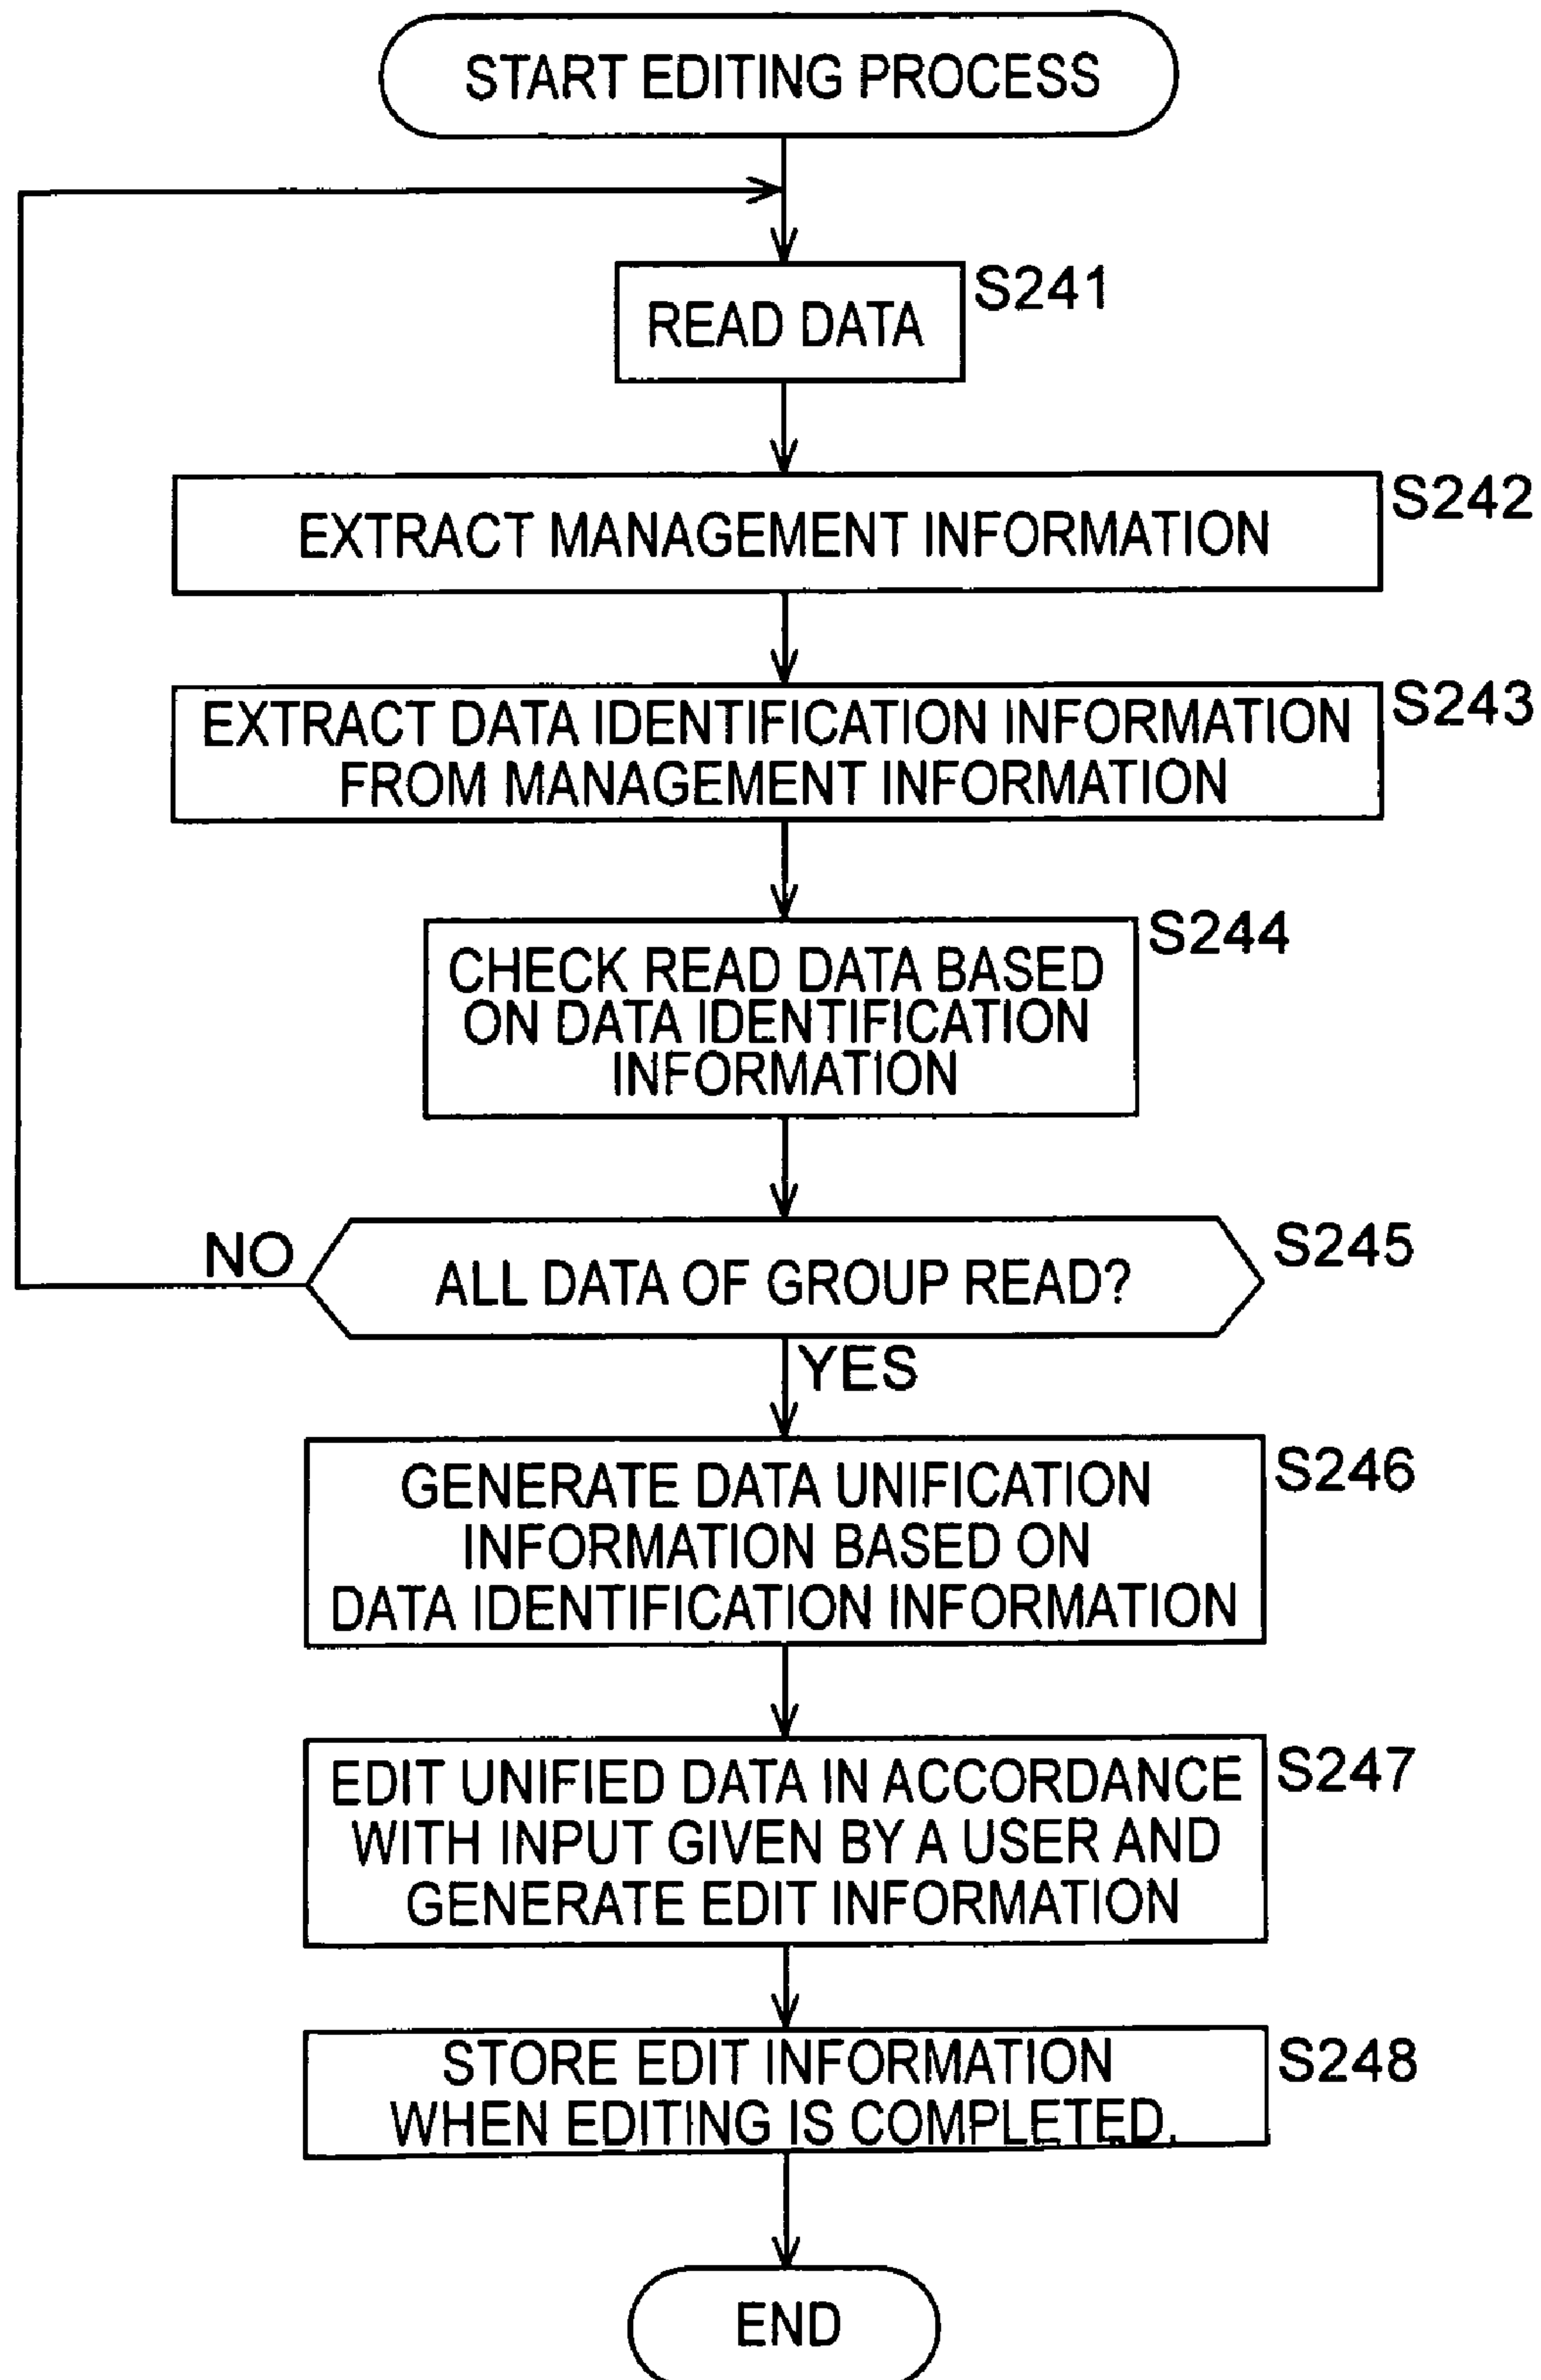 START EDITING PROCESS
READ DATA
S241
EXTRACT MANAGEMENT INFORMATION
S242
EXTRACT DATA IDENTIFICATION INFORMATION
FROM MANAGEMENT INFORMATION
S243
CHECK READ DATA BASED
ON DATA IDENTIFICATION
INFORMATION
S244
NO
ALL DATA OF GROUP READ?
S245
YES
GENERATE DATA UNIFICATION
INFORMATION BASED ON
DATA IDENTIFICATION INFORMATION
S246
EDIT UNIFIED DATA IN ACCORDANCE
WITH INPUT GIVEN BY A USER AND
GENERATE EDIT INFORMATION
S247
STORE EDIT INFORMATION
WHEN EDITING IS COMPLETED.
S248
END